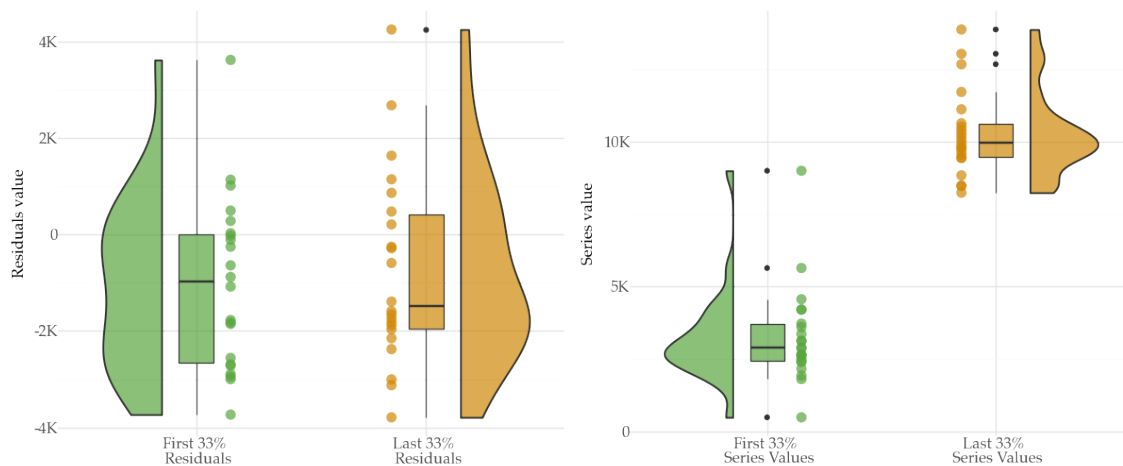 Residuals value
4K
2K
0
-2K
-4K
First 33%
Residuals
Last 33%
Residuals
Series value
10K
5K
0
First 33%
Series Values
Last 33%
Series Values